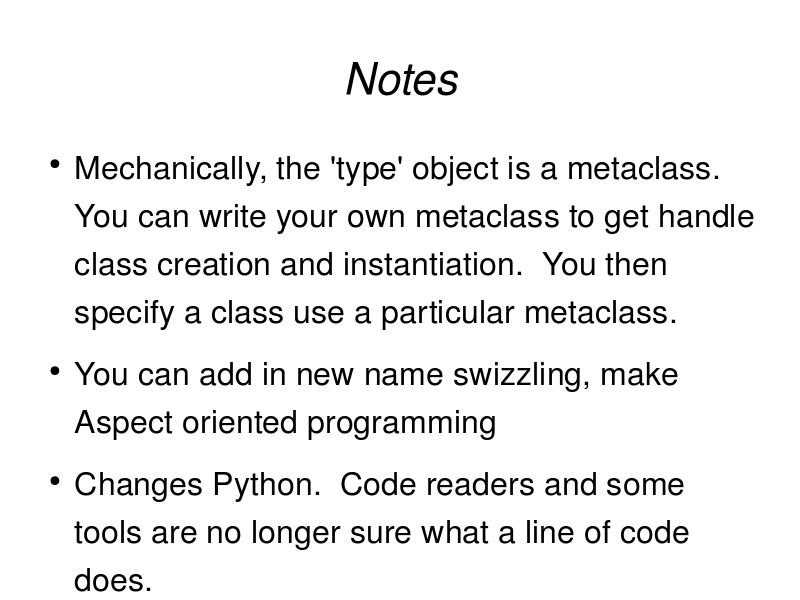 Notes
• Mechanically, the 'type' object is a metaclass.
You can write your own metaclass to get handle
class creation and instantiation.  You then
specify a class use a particular metaclass.
• You can add in new name swizzling, make
Aspect oriented programming
• Changes Python.  Code readers and some
tools are no longer sure what a line of code
does.